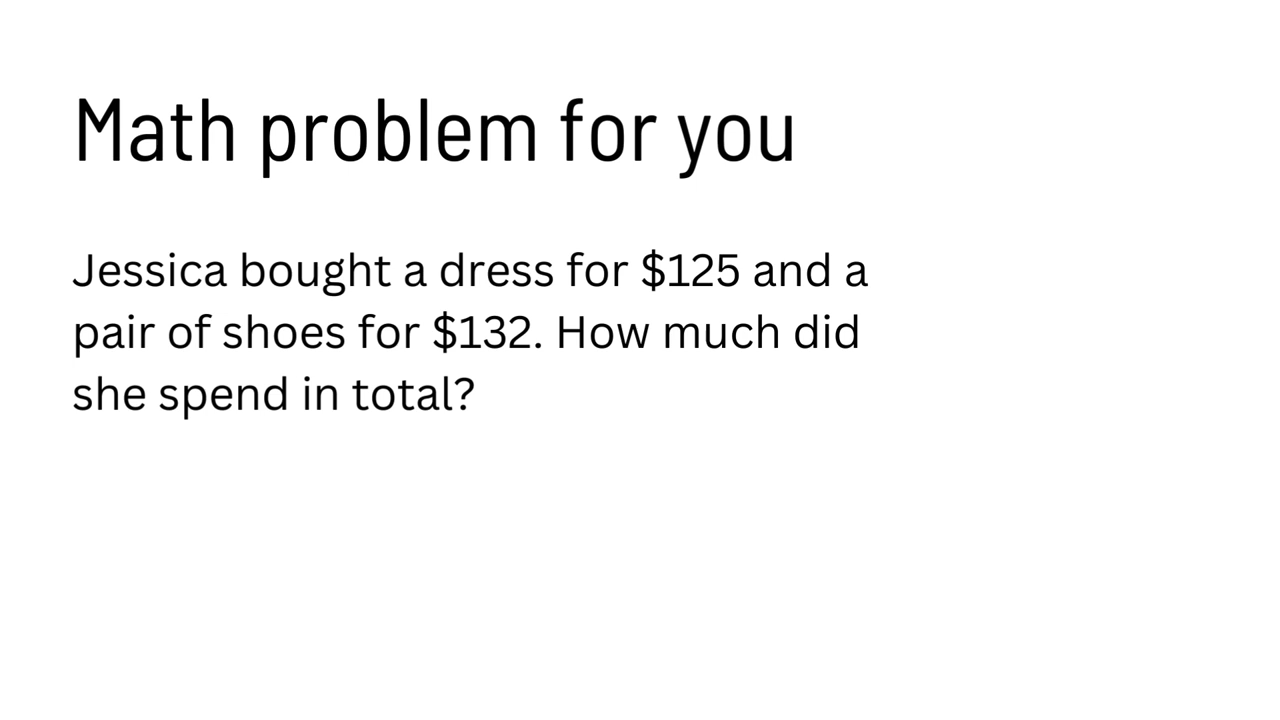 Math problem for you
Jessica bought a dress for $125 and a
pair of shoes for $132. How much did
she spend in total?